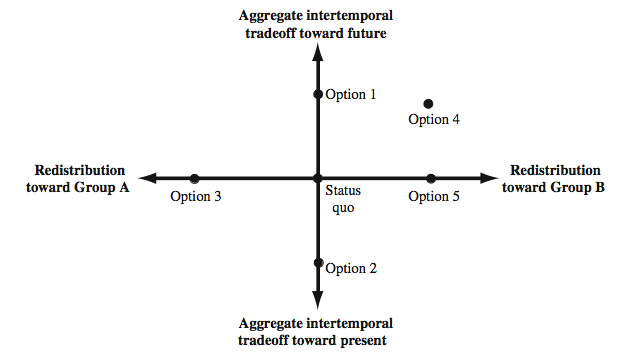 Aggregate intertemporal
tradeoff toward future
Option 1
Option 4
Redistribution
toward Group A
Redistribution
toward Group B
Option 3
Status
quo
Option 5
Option 2
Aggregate intertemporal
tradeoff toward present